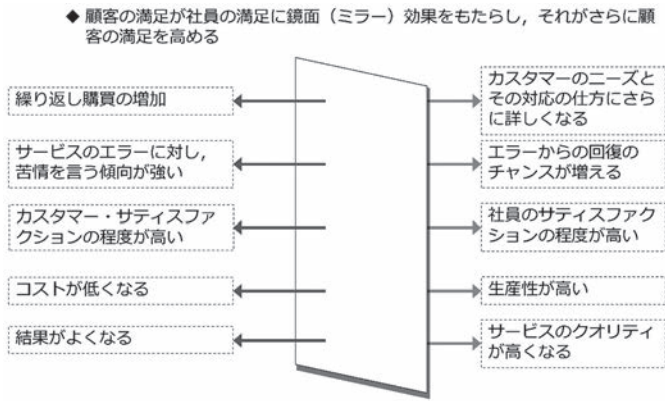 ◆ 顧客の満足が社員の満足に鏡面（ミラー）効果をもたらし，それがさらに顧
客の満足を高める
繰り返し購買の増加
サービスのエラーに対し，
苦情を言う傾向が強い
カスタマー・サティスファ
クションの程度が高い
コストが低くなる
結果がよくなる
カスタマーのニーズと
その対応の仕方にさら
に詳しくなる
エラーからの回復の
チャンスが増える
社員のサティスファク
ションの程度が高い
生産性が高い
サービスのクオリティ
が高くなる